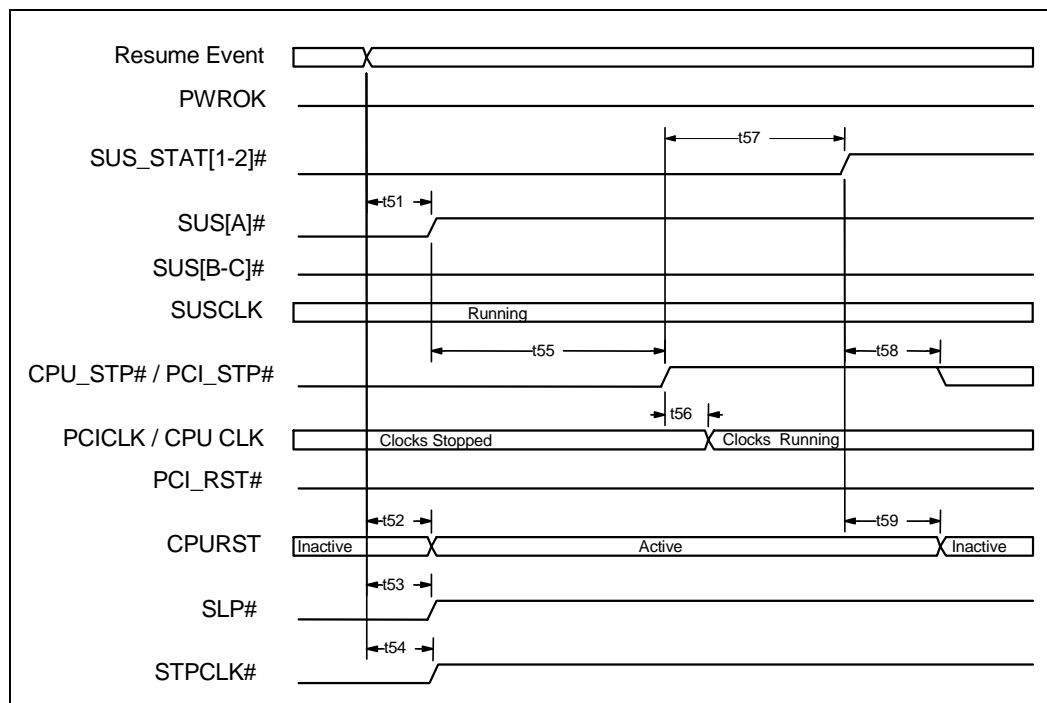 Resume Event
PWROK
t57
SUS_STAT[1-2]#
t51
SUS[A]#
SUS[B-C]#
SUSCLK
Running
t55
t58
CPU_STP# / PCI_STP#
t56
PCICLK / CPU CLK
Clocks Stopped
Clocks Running
PCI_RST#
t52
t59
CPURST
Inactive
Active
Inactive
t53
SLP#
t54
STPCLK#